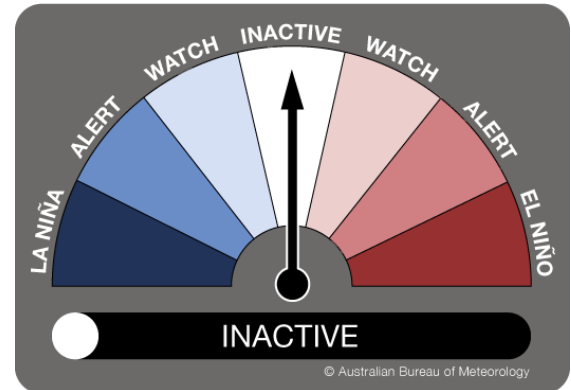 INACTIVE
WATCH
WATCH
ALERT
ALERT
LA NIÑA
EL NIÑO
INACTIVE
© Australian Bureau of Meteorology